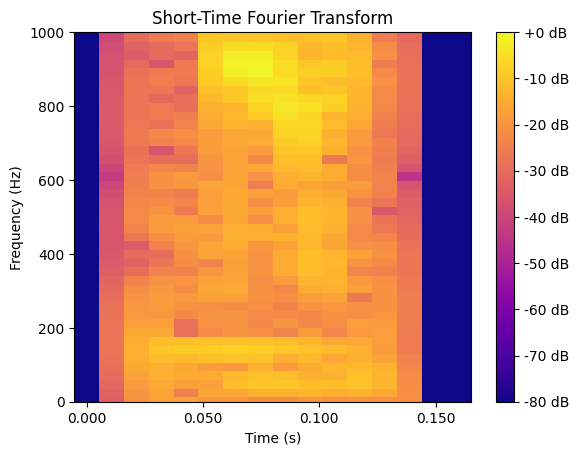 Short-Time Fourier Transform
1000
800
600
400
200
0
Frequency (Hz)
0.000
0.050
0.100
0.150
Time (s)
+0 dB
-10 dB
-20 dB
-30 dB
-40 dB
-50 dB
-60 dB
-70 dB
-80 dB